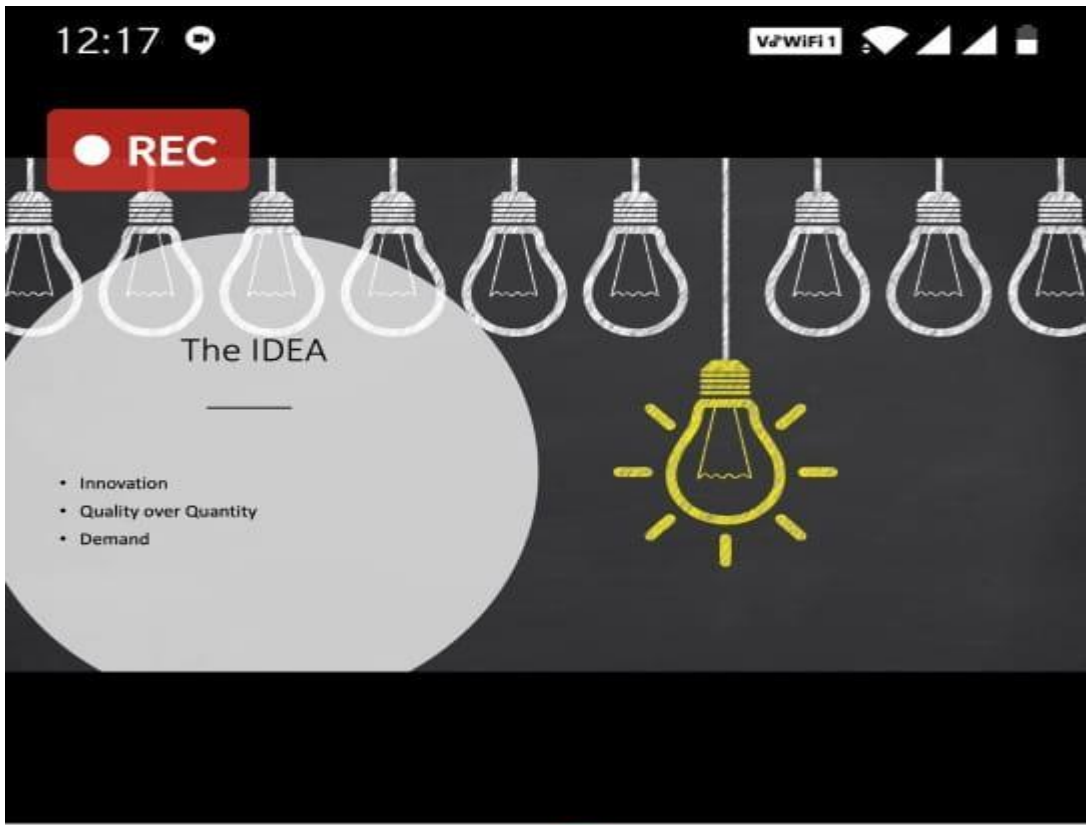 12:17
VoWiFi 1
REC
The IDEA
• Innovation
• Quality over Quantity
• Demand